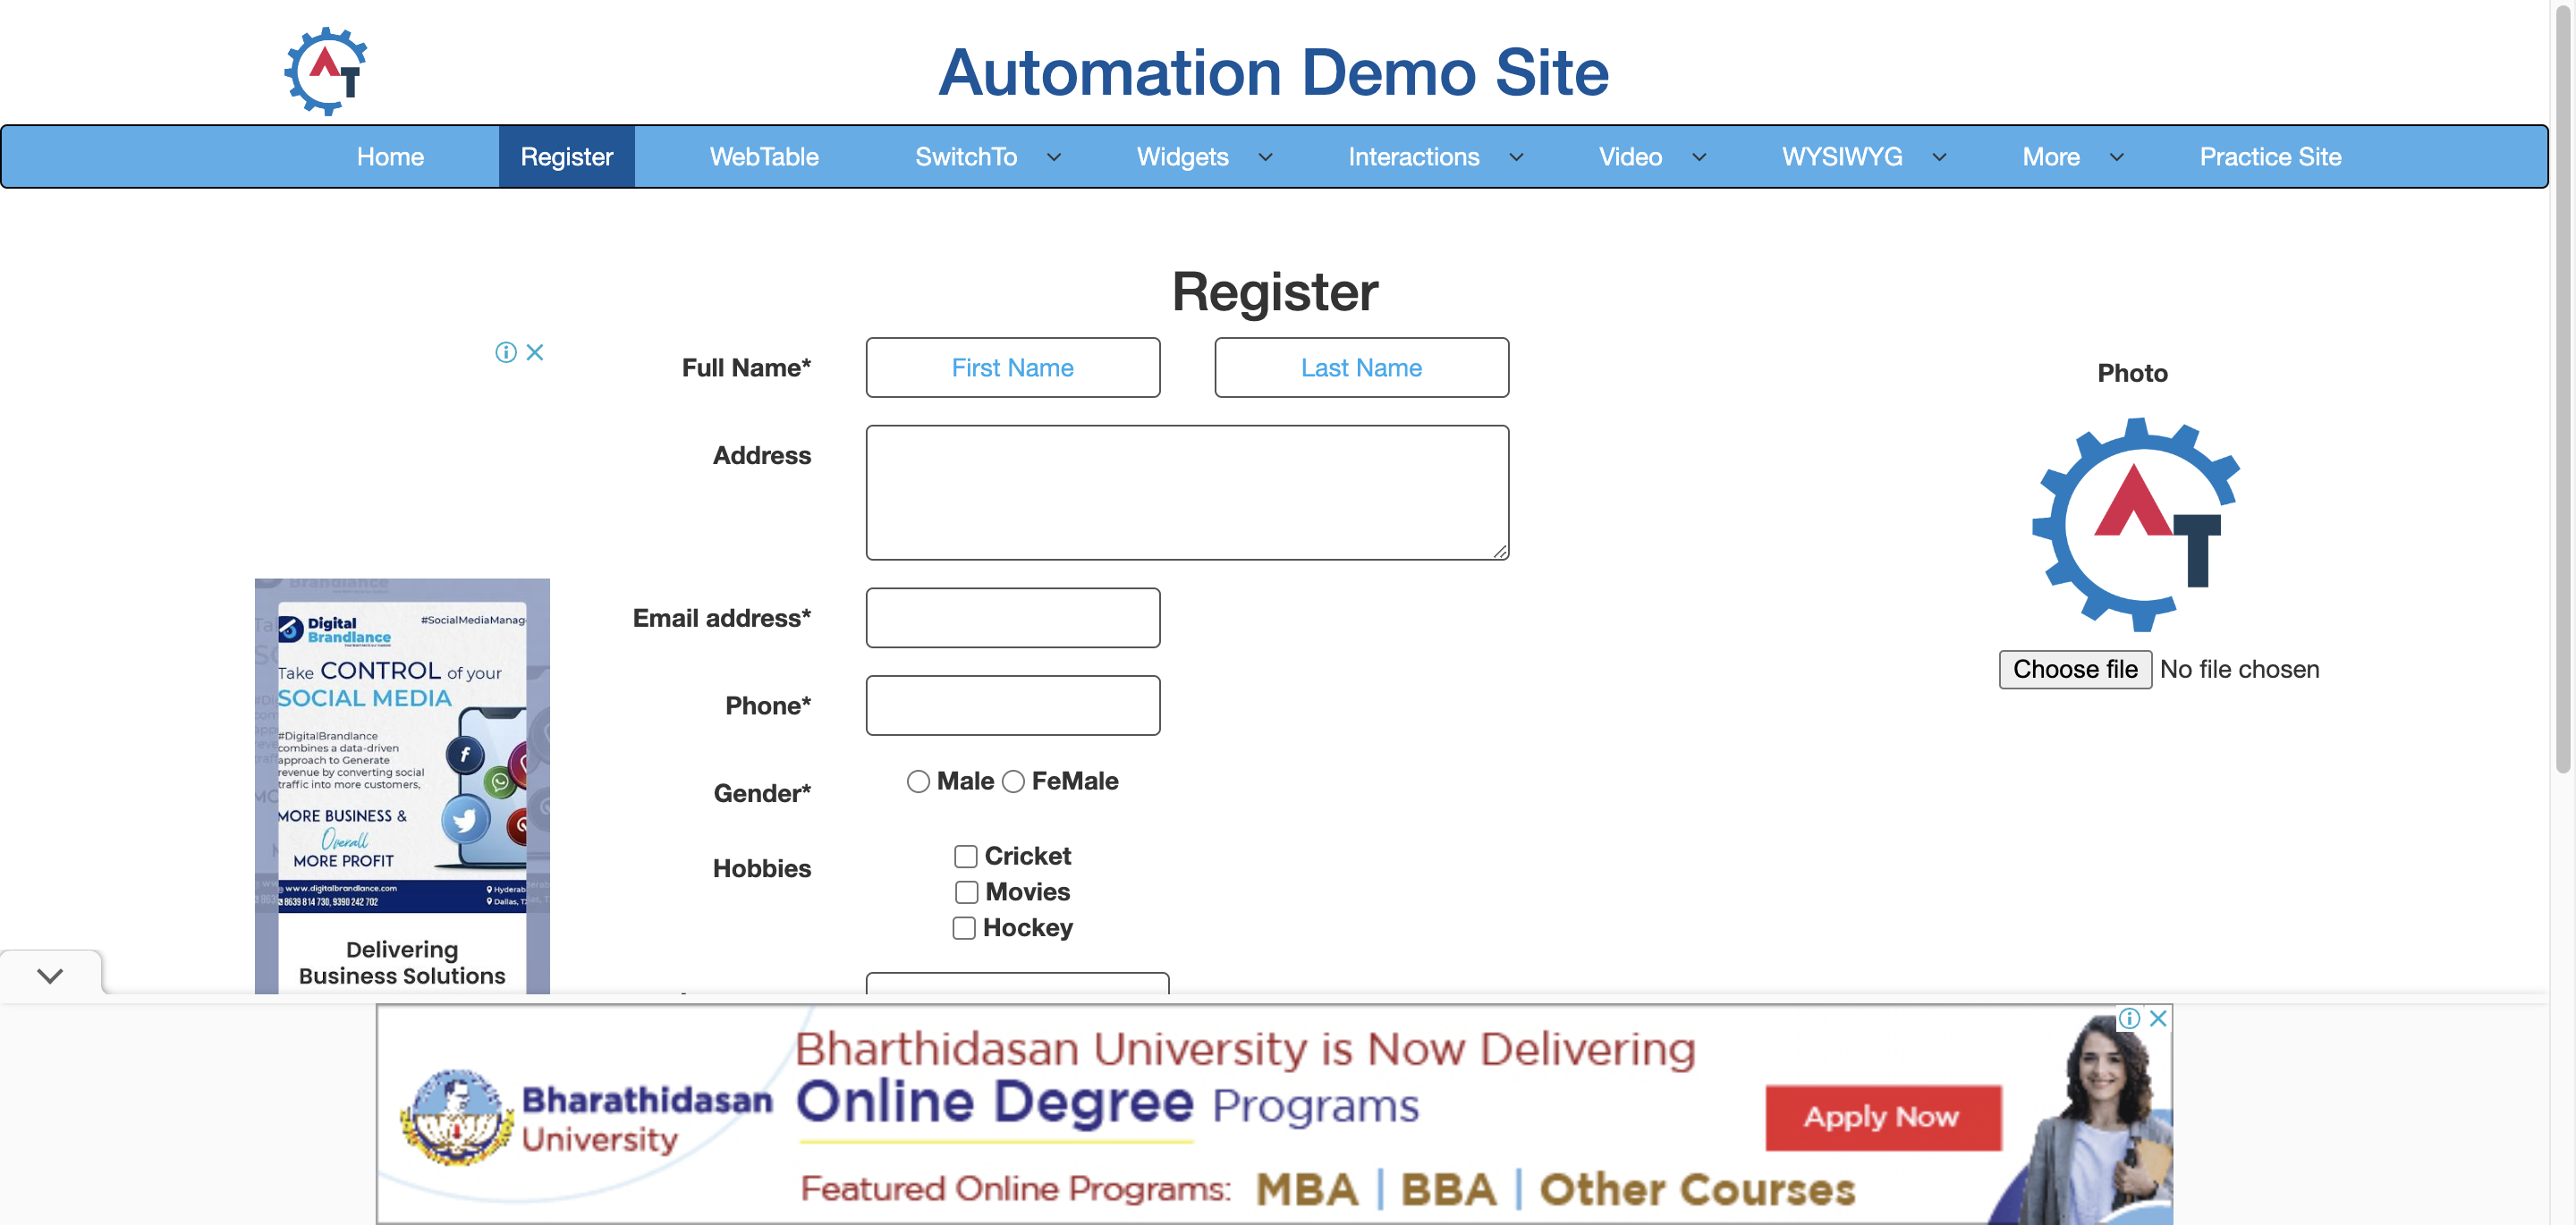 AT
Automation Demo Site
Home Register WebTable SwitchTo Widgets Interactions Video WYSIWYG More Practice Site
Register
Full Name* First Name Last Name
Photo
Address
AT
Email address*
Choose file No file chosen
Phone*
Gender* Male FeMale
Hobbies Cricket
Movies
Hockey
Digital
Brandlance
#SocialMediaManag
Take CONTROL of your
SOCIAL MEDIA
#DigitalBrandlance
combines a data-driven
approach to Generate
revenue by converting social
traffic into more customers,
MORE BUSINESS &
Overall
MORE PROFIT
www.digitalbrandlance.com Hyderab
8639 814 730, 9390 242 702 Dallas, T
Delivering
Business Solutions
Bharathidasan
University
Bharthidasan University is Now Delivering
Online Degree Programs
Featured Online Programs: MBA | BBA | Other Courses
Apply Now